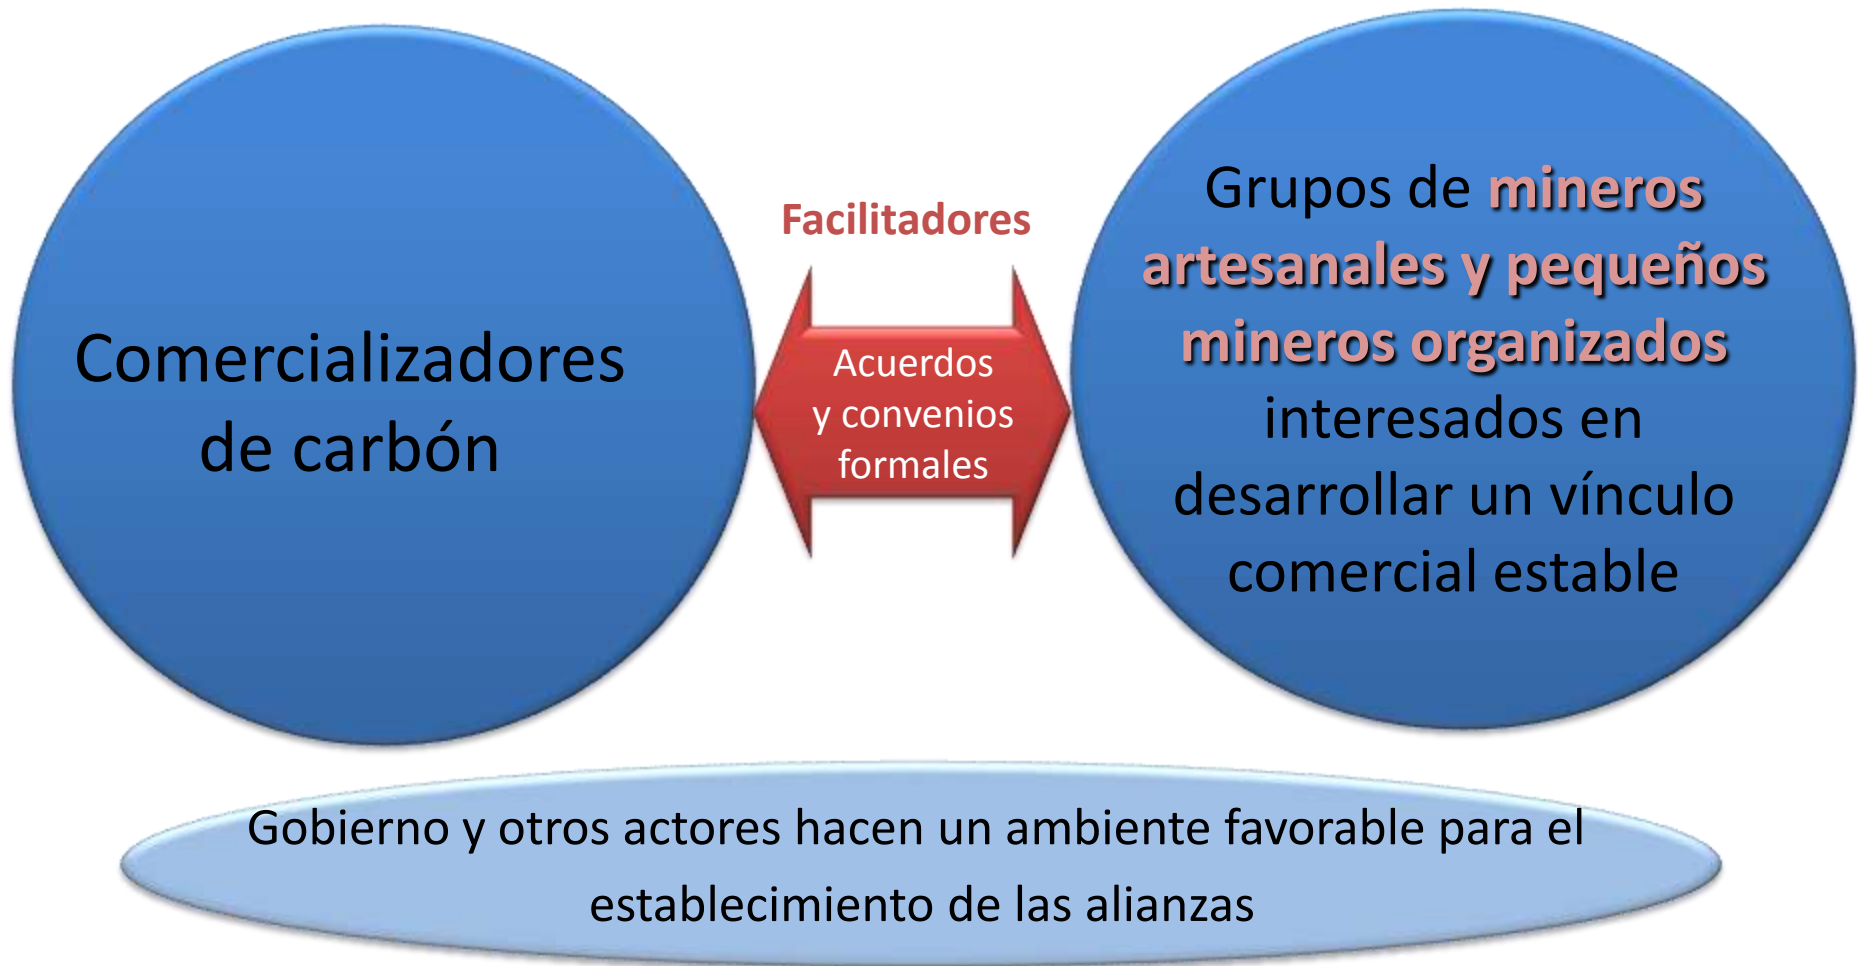 Comercializadores
de carbón
Facilitadores
Acuerdos
y convenios
formales
Grupos de mineros
artesanales y pequeños
mineros organizados
interesados en
desarrollar un vínculo
comercial estable
Gobierno y otros actores hacen un ambiente favorable para el
establecimiento de las alianzas